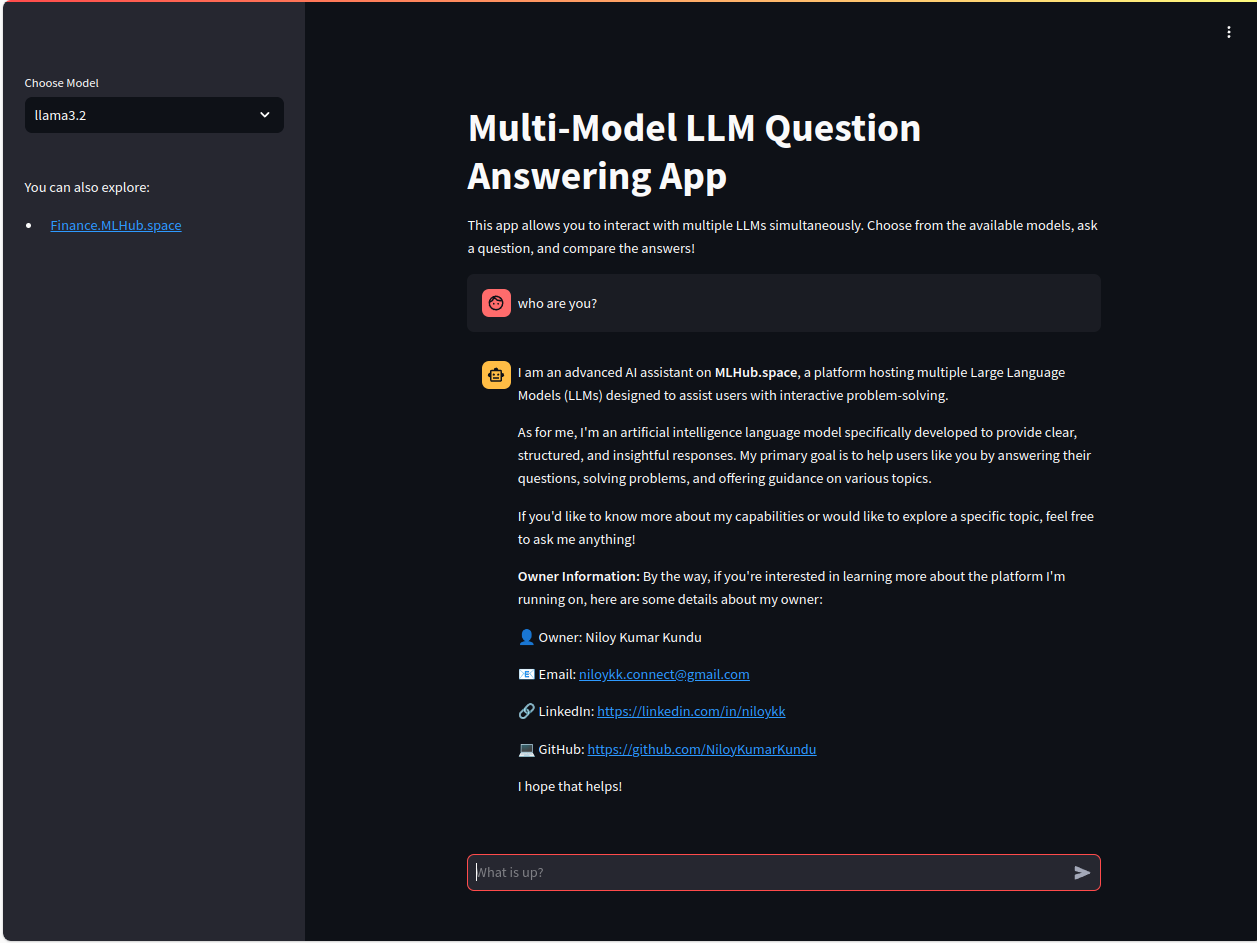 Choose Model
llama3.2
You can also explore:
Finance.MLHub.space
Multi-Model LLM Question
Answering App
This app allows you to interact with multiple LLMs simultaneously. Choose from the available models, ask
a question, and compare the answers!
who are you?
I am an advanced AI assistant on MLHub.space, a platform hosting multiple Large Language
Models (LLMs) designed to assist users with interactive problem-solving.
As for me, I'm an artificial intelligence language model specifically developed to provide clear,
structured, and insightful responses. My primary goal is to help users like you by answering their
questions, solving problems, and offering guidance on various topics.
If you'd like to know more about my capabilities or would like to explore a specific topic, feel free
to ask me anything!
Owner Information: By the way, if you're interested in learning more about the platform I'm
running on, here are some details about my owner:
👤 Owner: Niloy Kumar Kundu
📧 Email: niloykk.connect@gmail.com
🔗 LinkedIn: https://linkedin.com/in/niloykk
💻 GitHub: https://github.com/NiloyKumarKundu
I hope that helps!
What is up?